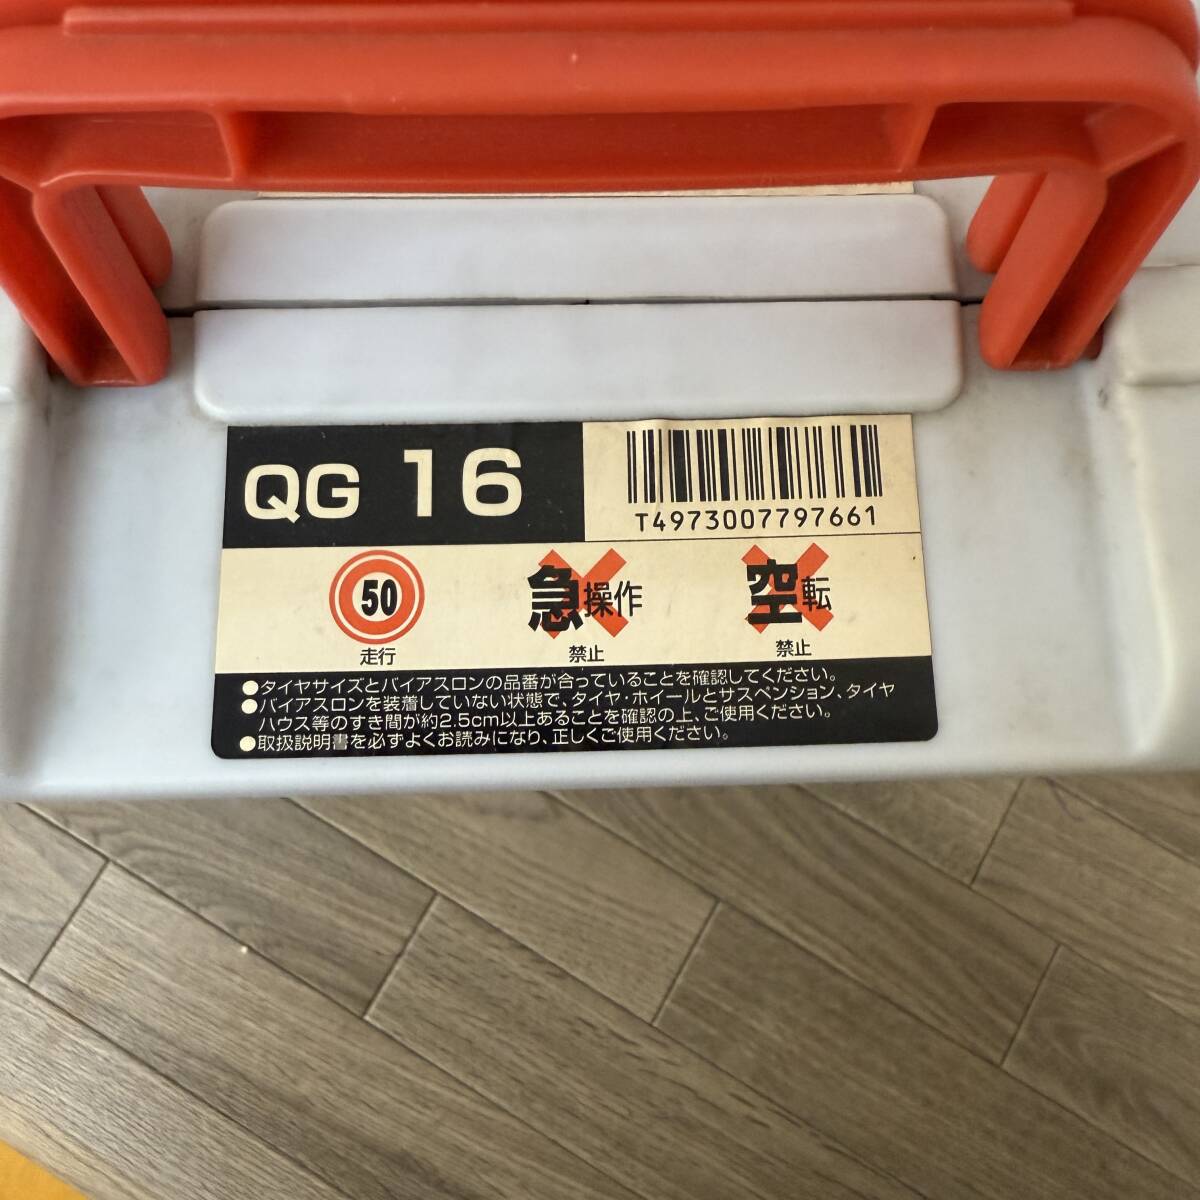 QG 16
T4973007797661
50
走行
急操作
禁止
空転
禁止
●タイヤサイズとバイアスロンの品番が合っていることを確認してください。
●バイアスロンを装着していない状態で、タイヤ・ホイールとサスペンション、タイヤ
ハウス等のすき間が約2.5cm以上あることを確認の上、ご使用ください。
●取扱説明書を必ずよくお読みになり、正しくご使用ください。